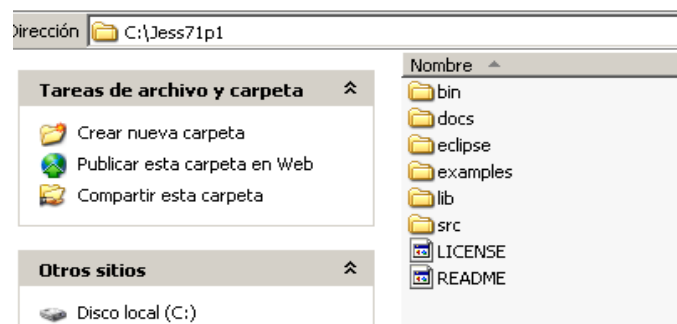 Dirección C:\Jess71p1
Tareas de archivo y carpeta
Crear nueva carpeta
Publicar esta carpeta en Web
Compartir esta carpeta
Otros sitios
Disco local (C:)
Nombre
bin
docs
eclipse
examples
lib
src
LICENSE
README